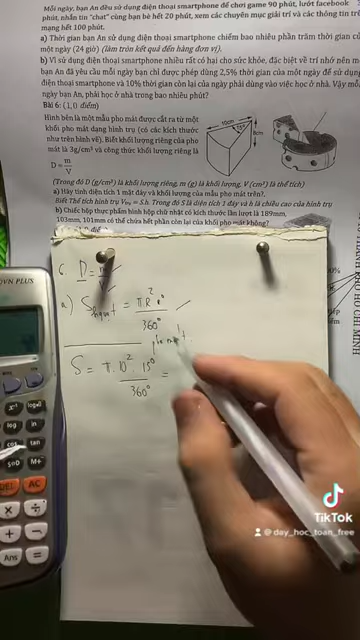 Mỗi ngày, bạn An đều sử dụng điện thoại smartphone để chơi game 90 phút, lướt facebook
phút, nhắn tin "chat" cùng bạn bè hết 20 phút, xem các chuyên mục giải trí và các thông tin trê
mạng hết 100 phút.
a) Thời gian bạn An sử dụng điện thoại smartphone chiếm bao nhiêu phần trăm thời gian củ
một ngày (24 giờ) (làm tròn kết quả đến hàng đơn vị).
b) Vì sử dụng điện thoại smartphone nhiều rất có hại cho sức khỏe, đặc biệt về trí nhớ nên m
bạn An đã yêu cầu mỗi ngày bạn chỉ được phép dùng 2,5% thời gian của một ngày để sử dụng
điện thoại smartphone và 10% thời gian còn lại của ngày phải dùng vào việc học ở nhà. Vậy mỗi
ngày bạn An, phải học ở nhà trong bao nhiêu phút?
Bài 6: (1,0 điểm)
Hình bên là một mẫu pho mát được cắt ra từ một
khối pho mát dạng hình trụ (có các kích thước
như trên hình vẽ). Biết khối lượng riêng của pho
mát là 3g/cm³ và công thức khối lượng riêng là
D = m/V
10cm
15°
8cm
(Trong đó D (g/cm³) là khối lượng riêng, m (g) là khối lượng, V (cm³) là thể tích)
a) Hãy tính diện tích 1 mặt đáy và khối lượng của mẫu pho mát trên?.
Biết Thể tích hình trụ V = S.h. Trong đó S là diện tích 1 đáy và h là chiều cao của hình trụ
b) Chiếc hộp thực phẩm hình hộp chữ nhật có kích thước lần lượt là 189mm,
103mm, 101mm có thể chứa hết phần còn lại của khối pho mát không?
6. D =
a) S quạt = πR² n° / 360°
S = π.10².15° / 360° =
VN PLUS
x⁻¹
log
ln
cos
tan
M+
DEL
AC
×
÷
+
−
Ans
=
CHÍ MINH
TikTok
@day_hoc_toan_free